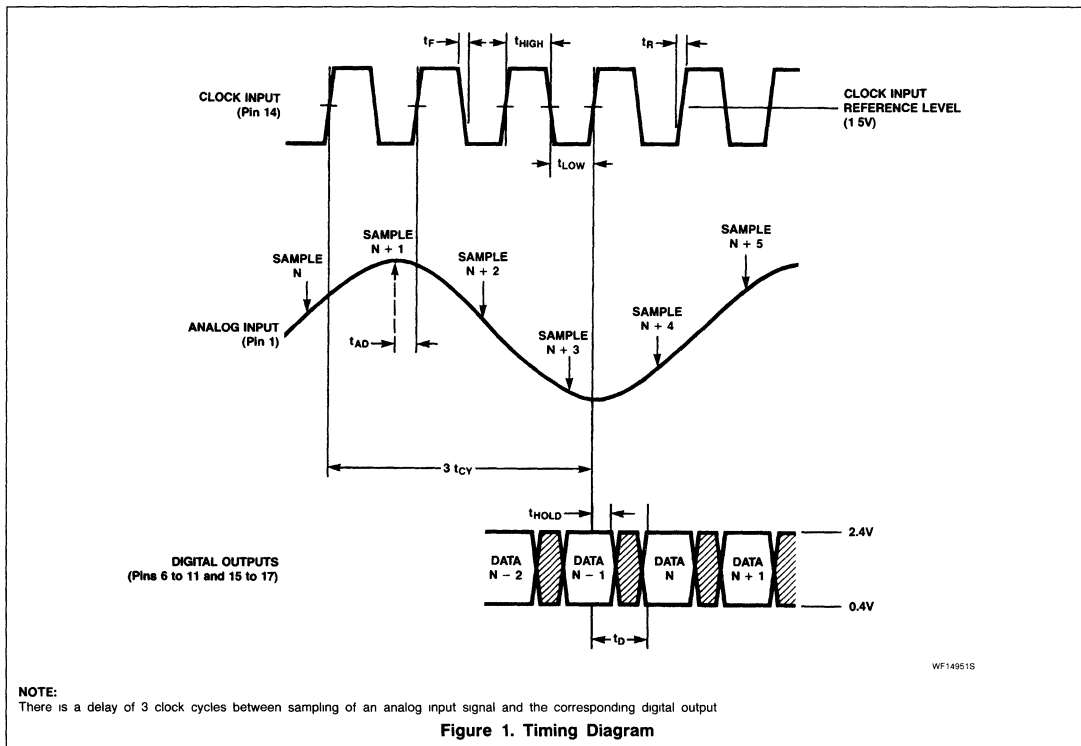 tF
tHIGH
tR
CLOCK INPUT
(Pin 14)
CLOCK INPUT
REFERENCE LEVEL
(1 5V)
tLOW
SAMPLE
N
SAMPLE
N + 1
SAMPLE
N + 2
SAMPLE
N + 3
SAMPLE
N + 4
SAMPLE
N + 5
ANALOG INPUT
(Pin 1)
tAD
3 tCY
tHOLD
DIGITAL OUTPUTS
(Pins 6 to 11 and 15 to 17)
DATA
N – 2
DATA
N – 1
DATA
N
DATA
N + 1
2.4V
0.4V
tD
WF14951S
NOTE:
There is a delay of 3 clock cycles between sampling of an analog input signal and the corresponding digital output
Figure 1. Timing Diagram